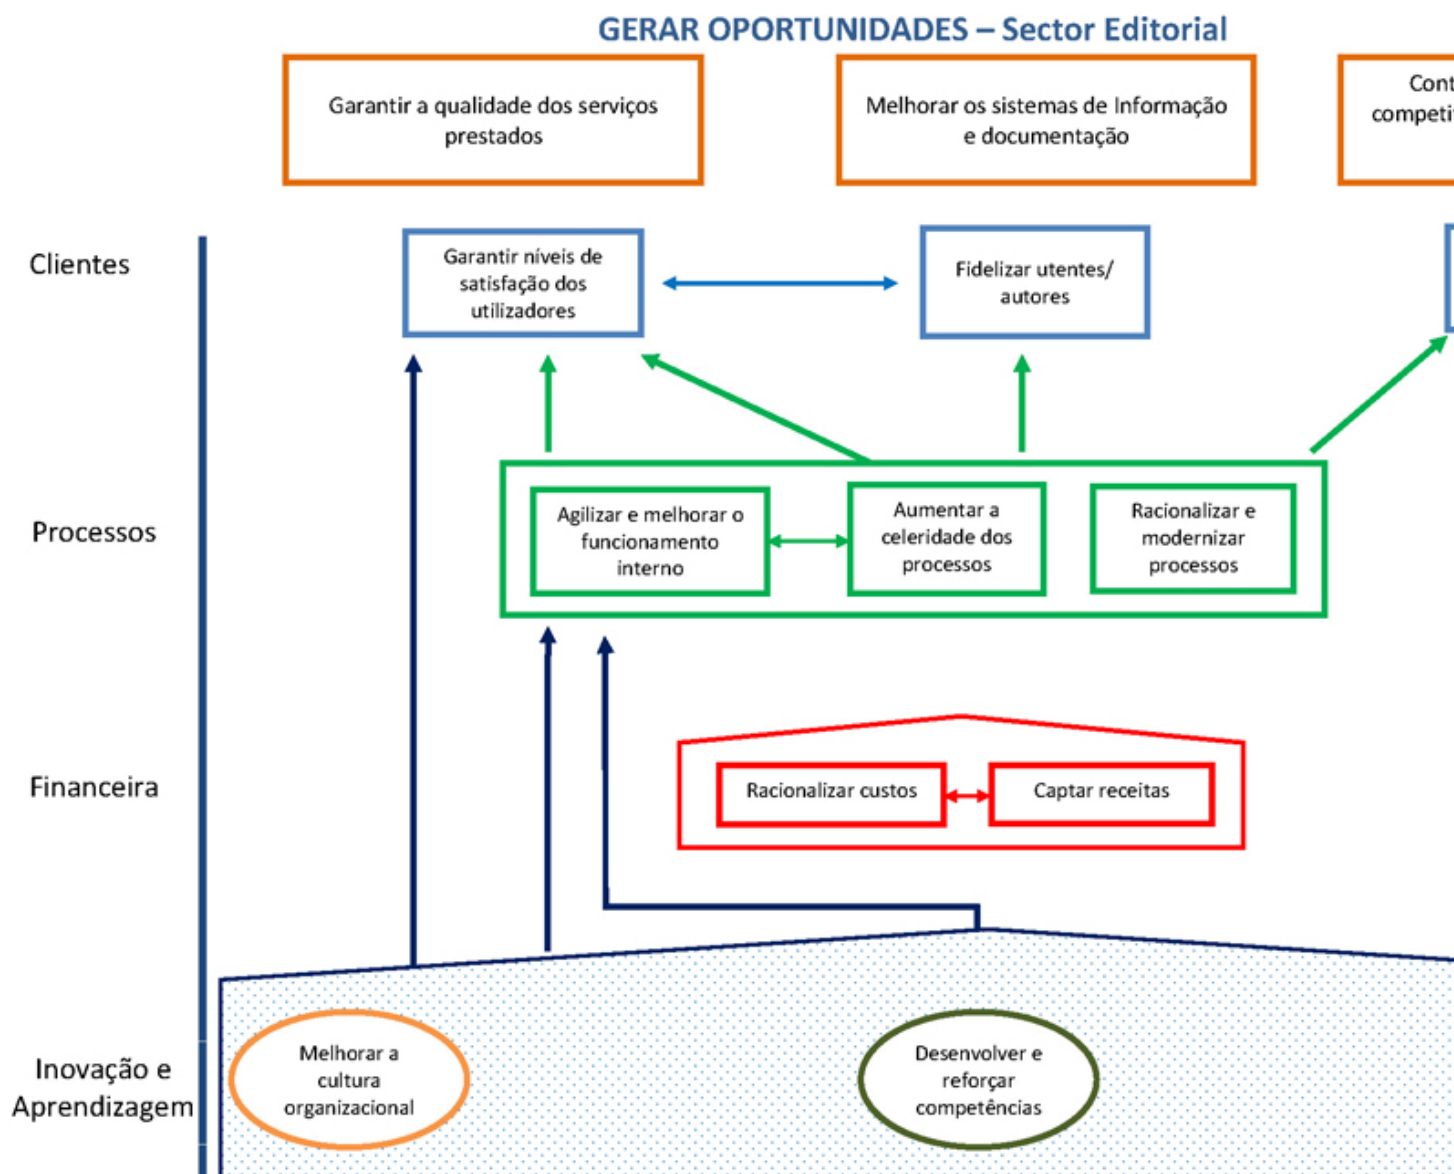 GERAR OPORTUNIDADES – Sector Editorial
Garantir a qualidade dos serviços
prestados
Melhorar os sistemas de Informação
e documentação
Clientes
Garantir níveis de
satisfação dos
utilizadores
Fidelizar utentes/
autores
Processos
Agilizar e melhorar o
funcionamento
interno
Aumentar a
celeridade dos
processos
Racionalizar e
modernizar
processos
Financeira
Racionalizar custos
Captar receitas
Inovação e
Aprendizagem
Melhorar a
cultura
organizacional
Desenvolver e
reforçar
competências